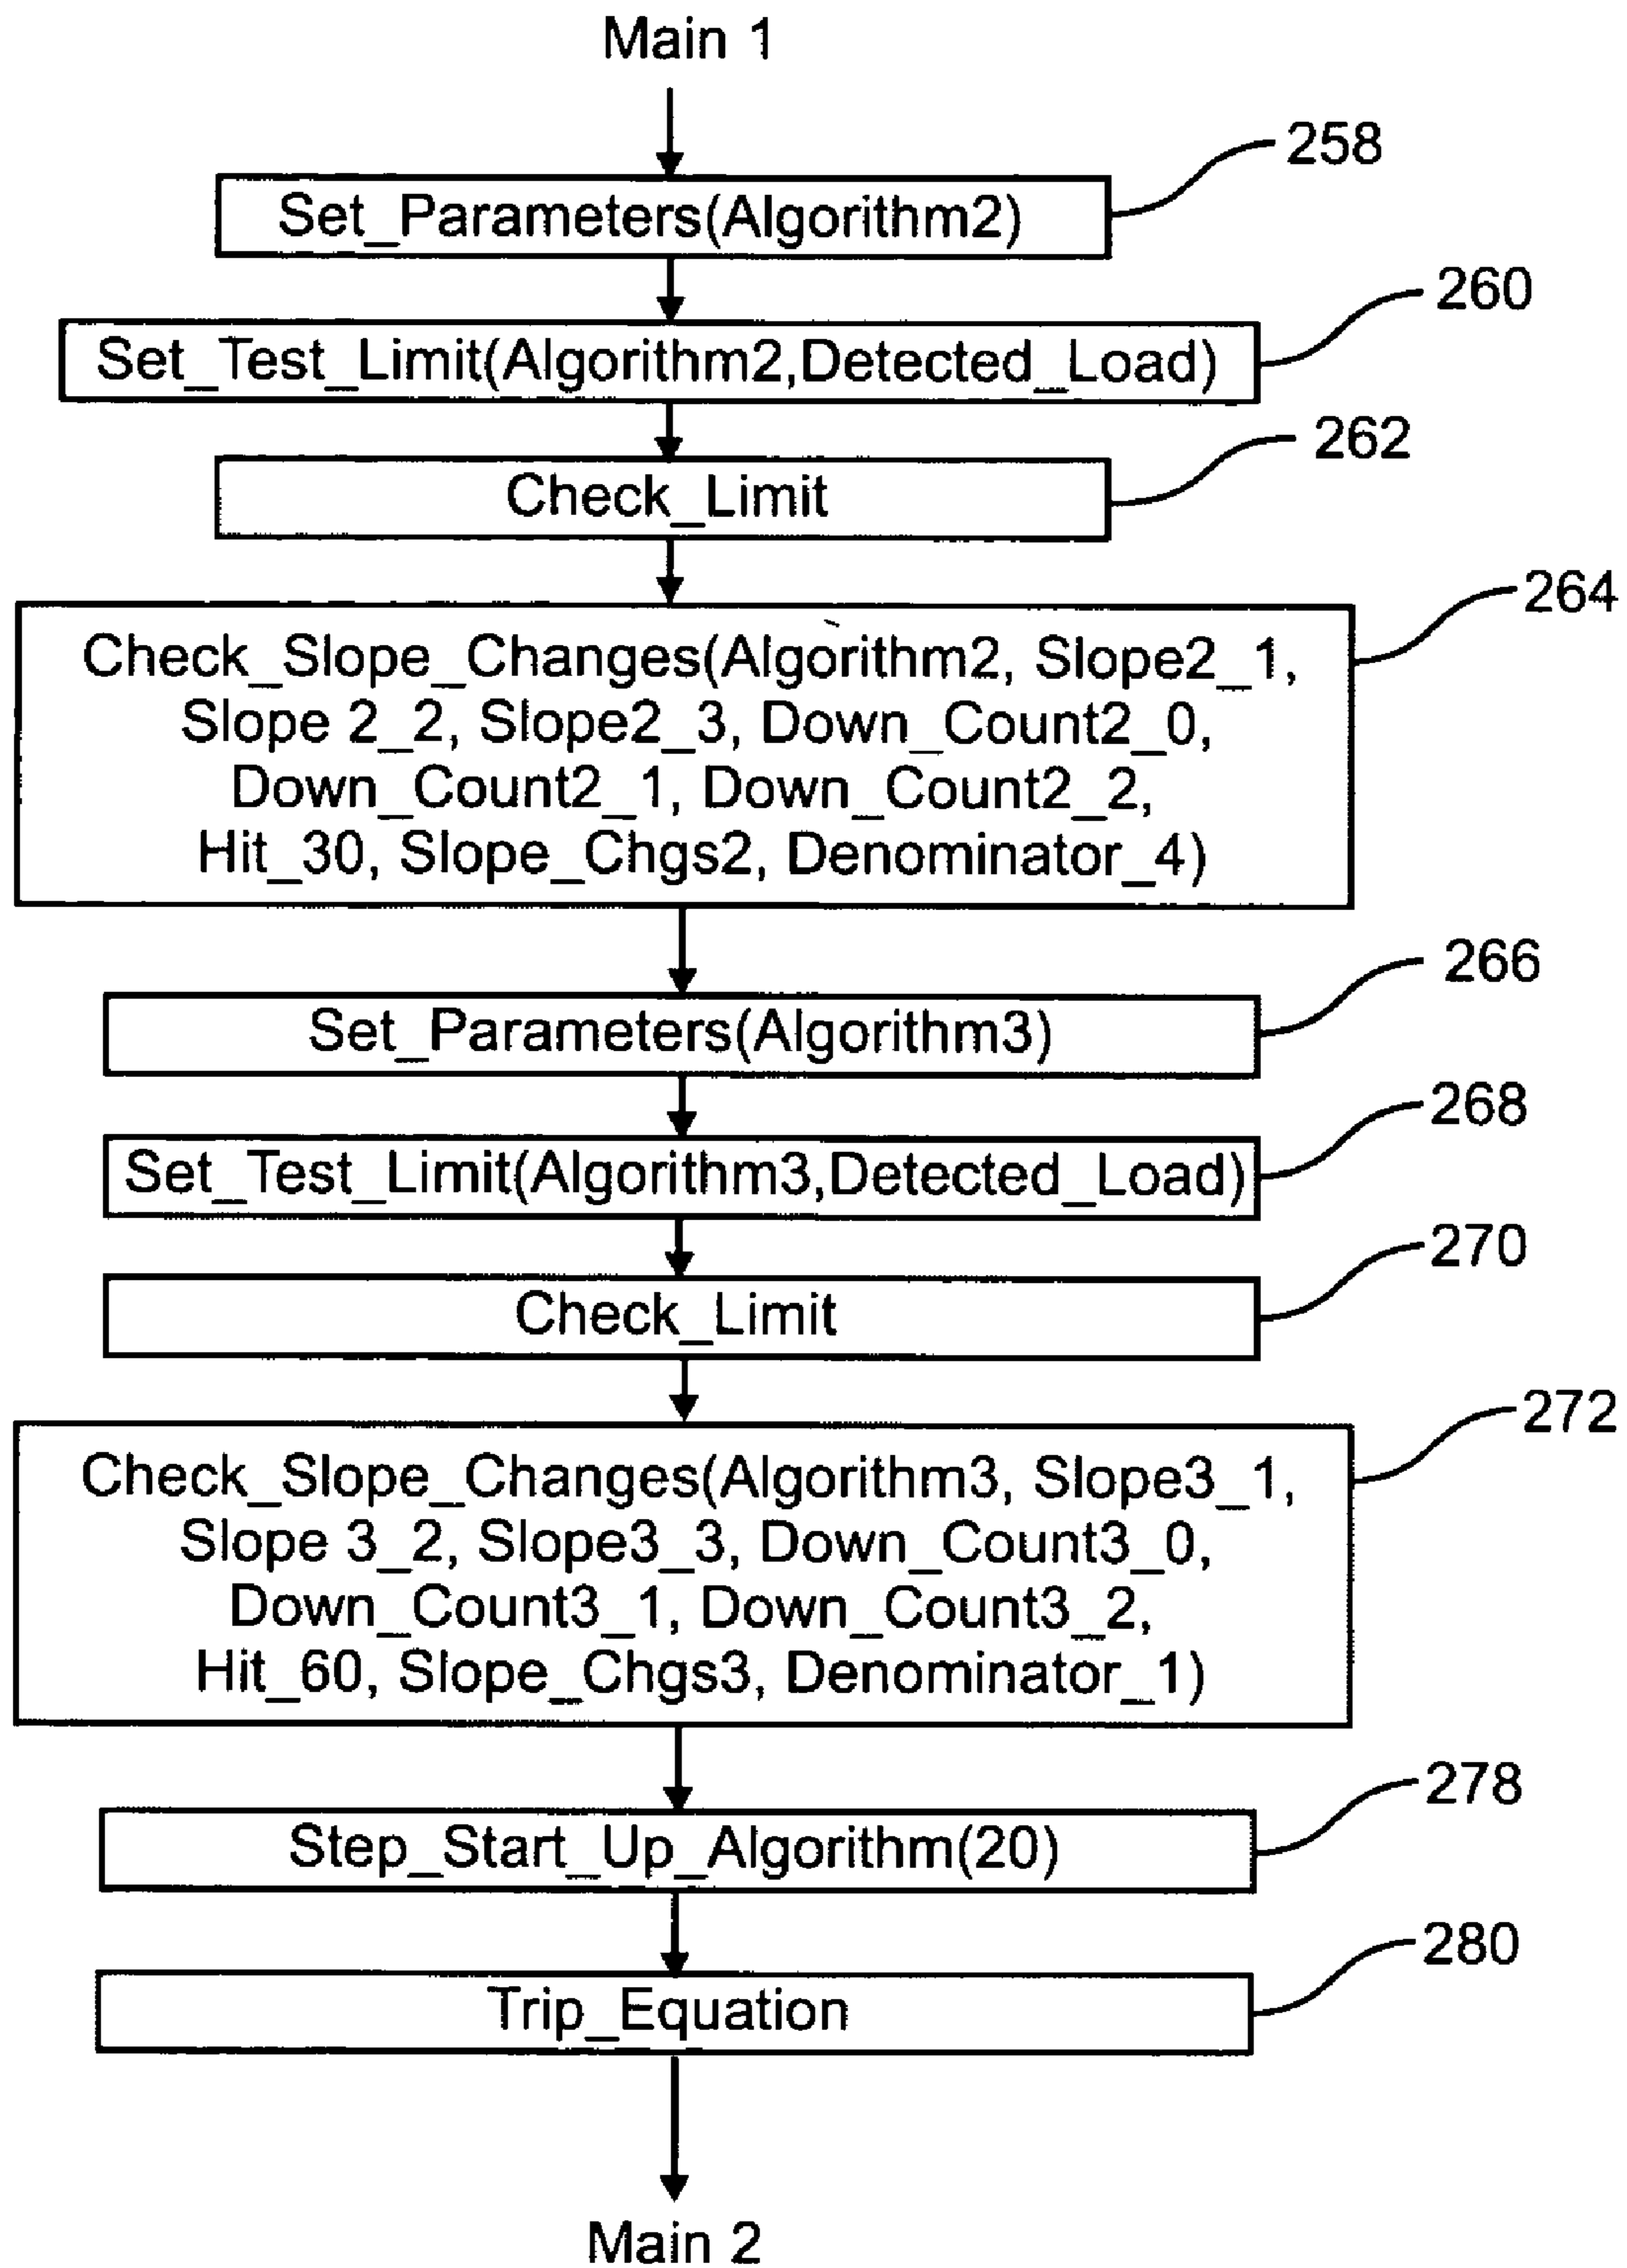 Main 1
258
Set_Parameters(Algorithm2)
260
Set_Test_Limit(Algorithm2,Detected_Load)
262
Check_Limit
264
Check_Slope_Changes(Algorithm2, Slope2_1,
Slope 2_2, Slope2_3, Down_Count2_0,
Down_Count2_1, Down_Count2_2,
Hit_30, Slope_Chgs2, Denominator_4)
266
Set_Parameters(Algorithm3)
268
Set_Test_Limit(Algorithm3,Detected_Load)
270
Check_Limit
272
Check_Slope_Changes(Algorithm3, Slope3_1,
Slope 3_2, Slope3_3, Down_Count3_0,
Down_Count3_1, Down_Count3_2,
Hit_60, Slope_Chgs3, Denominator_1)
278
Step_Start_Up_Algorithm(20)
280
Trip_Equation
Main 2